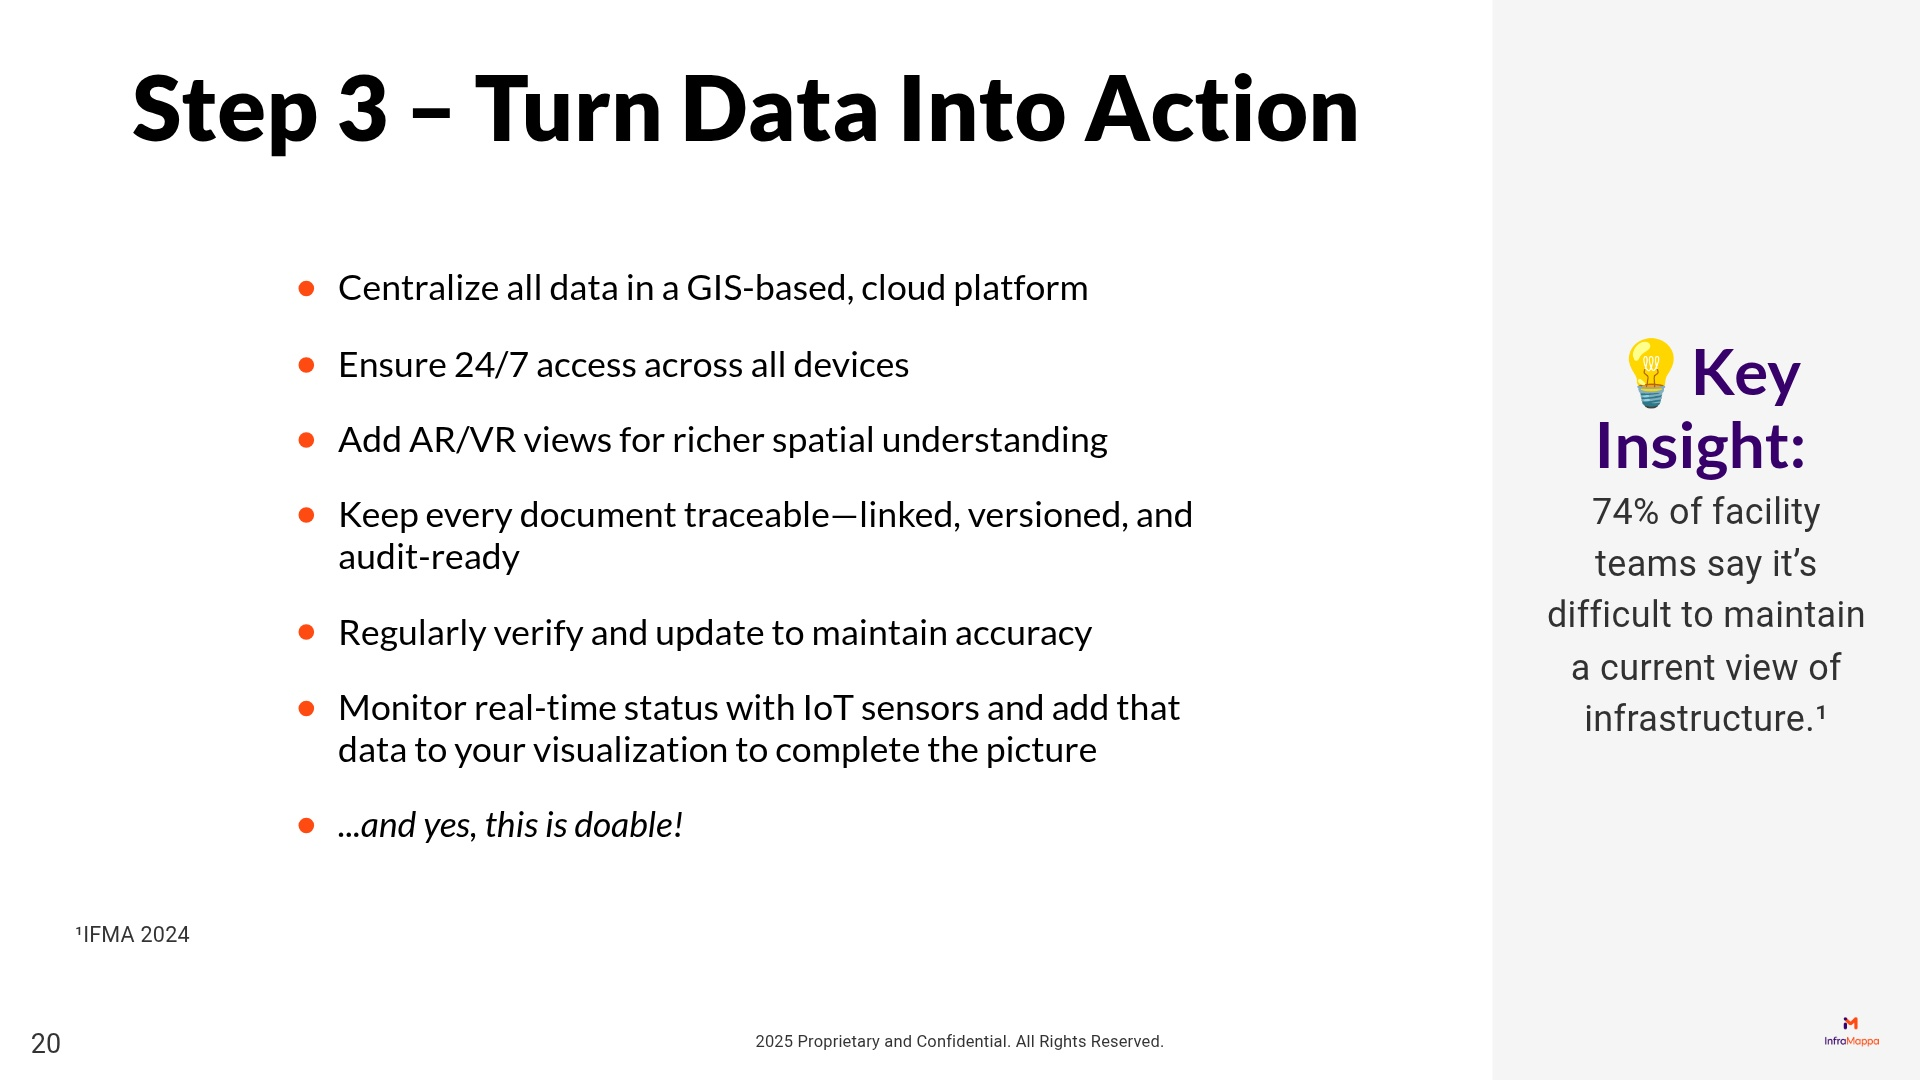 Step 3 – Turn Data Into Action
● Centralize all data in a GIS-based, cloud platform
● Ensure 24/7 access across all devices
● Add AR/VR views for richer spatial understanding
● Keep every document traceable—linked, versioned, and
audit-ready
● Regularly verify and update to maintain accuracy
● Monitor real-time status with IoT sensors and add that
data to your visualization to complete the picture
● ...and yes, this is doable!
¹IFMA 2024
💡Key
Insight:
74% of facility
teams say it’s
difficult to maintain
a current view of
infrastructure.¹
20
2025 Proprietary and Confidential. All Rights Reserved.
InfraMappa